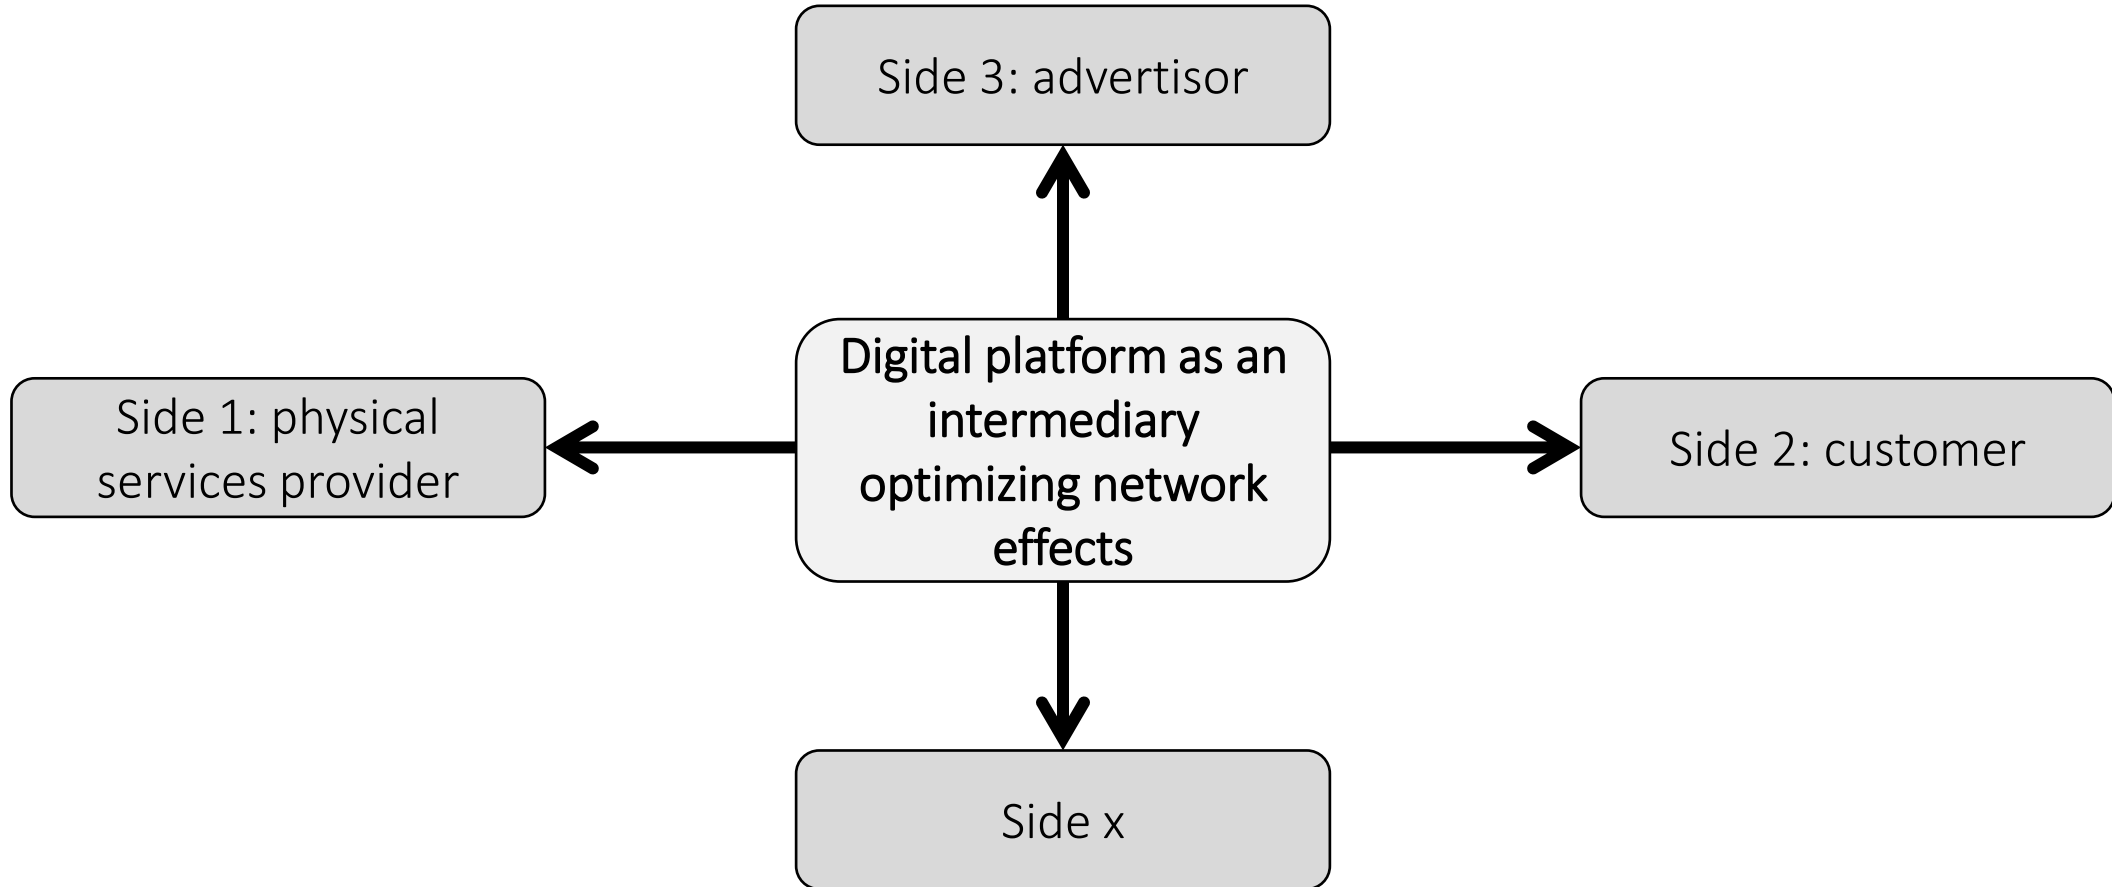 Side 3: advertisor
Digital platform as an
intermediary
optimizing network
effects
Side 1: physical
services provider
Side 2: customer
Side x